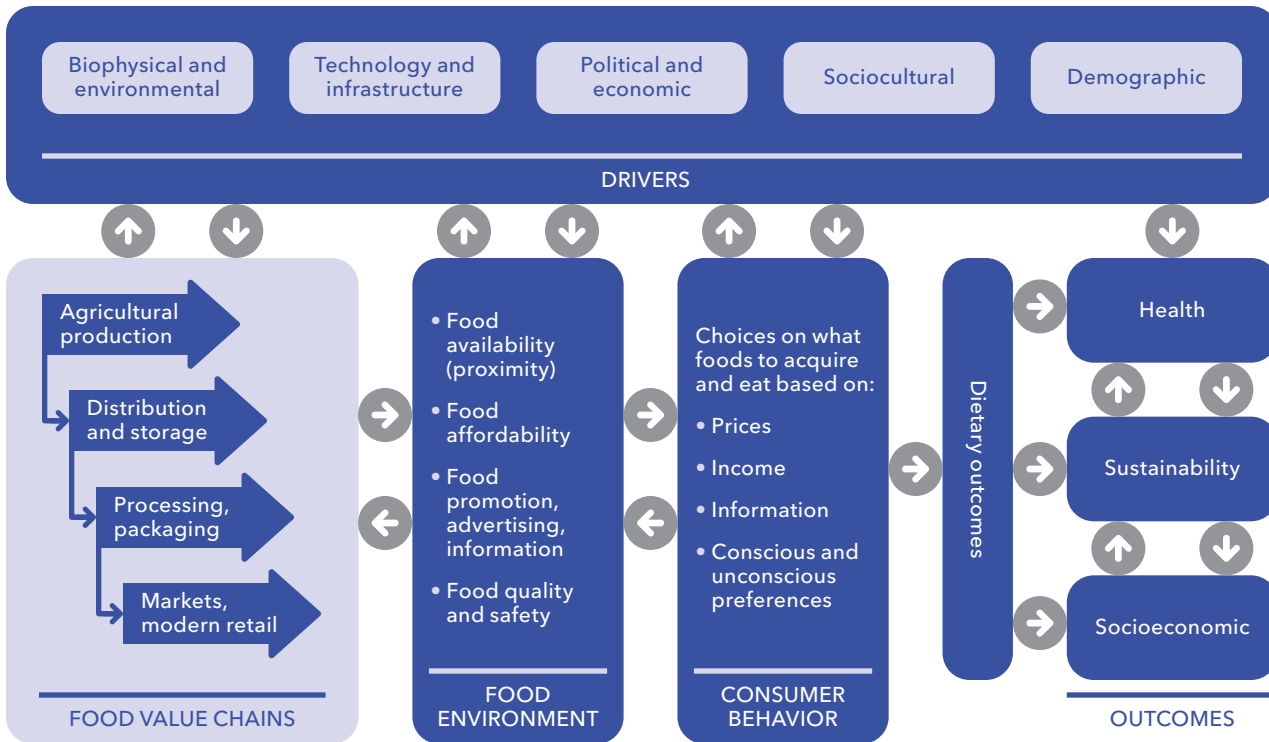 Biophysical and
environmental
Technology and
infrastructure
Political and
economic
Sociocultural
Demographic
DRIVERS
Agricultural
production
Distribution
and storage
Processing,
packaging
Markets,
modern retail
FOOD VALUE CHAINS
• Food
availability
(proximity)
• Food
affordability
• Food
promotion,
advertising,
information
• Food quality
and safety
FOOD
ENVIRONMENT
Choices on what
foods to acquire
and eat based on:
• Prices
• Income
• Information
• Conscious and
unconscious
preferences
CONSUMER
BEHAVIOR
Dietary outcomes
Health
Sustainability
Socioeconomic
OUTCOMES